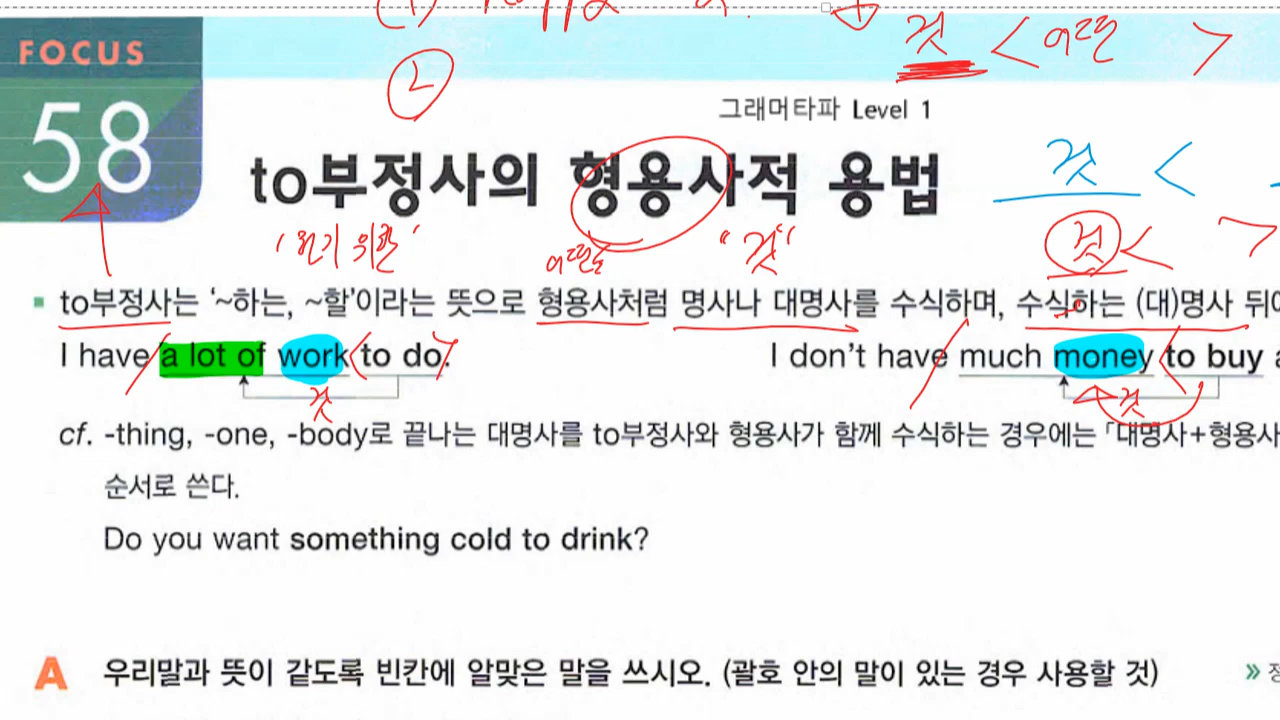 것 < 어떤 >
FOCUS
58
2
그래머타파 Level 1
to부정사의 형용사적 용법
것 <
것 < >
"것"
to부정사는 '~하는, ~할'이라는 뜻으로 형용사처럼 명사나 대명사를 수식하며, 수식하는 (대)명사 뒤에
I have a lot of work to do.
I don't have much money to buy a
것
것
cf. -thing, -one, -body로 끝나는 대명사를 to부정사와 형용사가 함께 수식하는 경우에는 「대명사+형용사
순서로 쓴다.
Do you want something cold to drink?
A 우리말과 뜻이 같도록 빈칸에 알맞은 말을 쓰시오. (괄호 안의 말이 있는 경우 사용할 것)